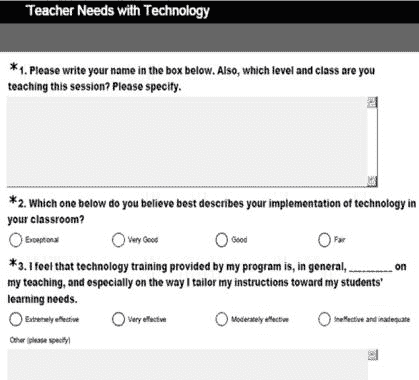 Teacher Needs with Technology
*1. Please write your name in the box below. Also, which level and class are you
teaching this session? Please specify.
*2. Which one below do you believe best describes your implementation of technology in
your classroom?
Exceptional Very Good Good Fair
*3. I feel that technology training provided by my program is, in general, ________ on
my teaching, and especially on the way I tailor my instructions toward my students'
learning needs.
Extremely effective Very effective Moderately effective Ineffective and inadequate
Other (please specify)